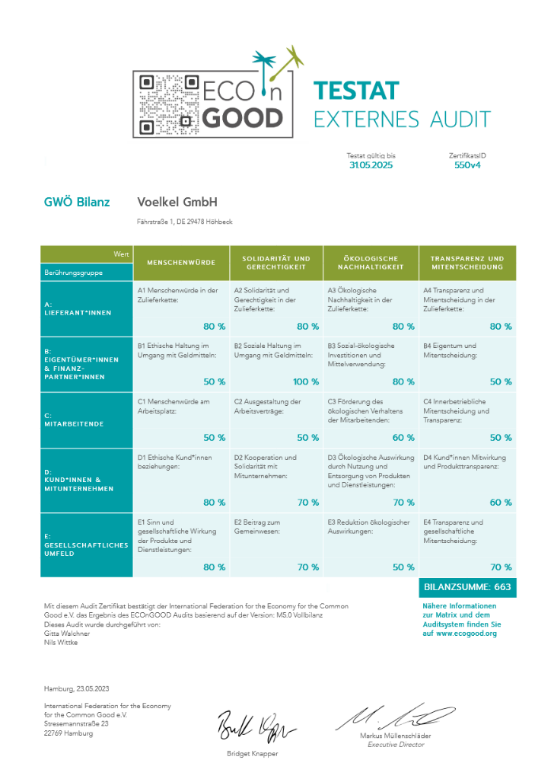 ECOnGOOD
TESTAT
EXTERNES AUDIT
Testat gültig bis
31.05.2025
ZertifikatsID
550v4
GWÖ Bilanz
Voelkel GmbH
Fährstraße 1, DE 29478 Höhbeck
Wert
Berührungsgruppe
MENSCHENWÜRDE
SOLIDARITÄT UND
GERECHTIGKEIT
ÖKOLOGISCHE
NACHHALTIGKEIT
TRANSPARENZ UND
MITENTSCHEIDUNG
A:
LIEFERANT*INNEN
A1 Menschenwürde in der
Zulieferkette:
80 %
A2 Solidarität und
Gerechtigkeit in der
Zulieferkette:
80 %
A3 Ökologische
Nachhaltigkeit in der
Zulieferkette:
80 %
A4 Transparenz und
Mitentscheidung in der
Zulieferkette:
80 %
B:
EIGENTÜMER*INNEN
& FINANZ-
PARTNER*INNEN
B1 Ethische Haltung im
Umgang mit Geldmitteln:
50 %
B2 Soziale Haltung im
Umgang mit Geldmitteln:
100 %
B3 Sozial-ökologische
Investitionen und
Mittelverwendung:
80 %
B4 Eigentum und
Mitentscheidung:
50 %
C:
MITARBEITENDE
C1 Menschenwürde am
Arbeitsplatz:
50 %
C2 Ausgestaltung der
Arbeitsverträge:
50 %
C3 Förderung des
ökologischen Verhaltens
der Mitarbeitenden:
60 %
C4 Innerbetriebliche
Mitentscheidung und
Transparenz:
50 %
D:
KUND*INNEN &
MITUNTERNEHMEN
D1 Ethische Kund*innen
beziehungen:
80 %
D2 Kooperation und
Solidarität mit
Mitunternehmen:
70 %
D3 Ökologische Auswirkung
durch Nutzung und
Entsorgung von Produkten
und Dienstleistungen:
70 %
D4 Kund*innen Mitwirkung
und Produkttransparenz:
60 %
E:
GESELLSCHAFTLICHES
UMFELD
E1 Sinn und
gesellschaftliche Wirkung
der Produkte und
Dienstleistungen:
80 %
E2 Beitrag zum
Gemeinwesen:
70 %
E3 Reduktion ökologischer
Auswirkungen:
50 %
E4 Transparenz und
gesellschaftliche
Mitentscheidung:
70 %
BILANZSUMME: 663
Mit diesem Audit Zertifikat bestätigt der International Federation for the Economy for the Common
Good e.V. das Ergebnis des ECOnGOOD Audits basierend auf der Version: M5.0 Vollbilanz
Dieses Audit wurde durchgeführt von:
Gitta Walchner
Nils Wittke
Nähere Informationen
zur Matrix und dem
Auditsystem finden Sie
auf www.ecogood.org
Hamburg, 23.05.2023
International Federation for the Economy
for the Common Good e.V.
Stresemannstraße 23
22769 Hamburg
Bridget Knapper
Markus Müllenschläder
Executive Director